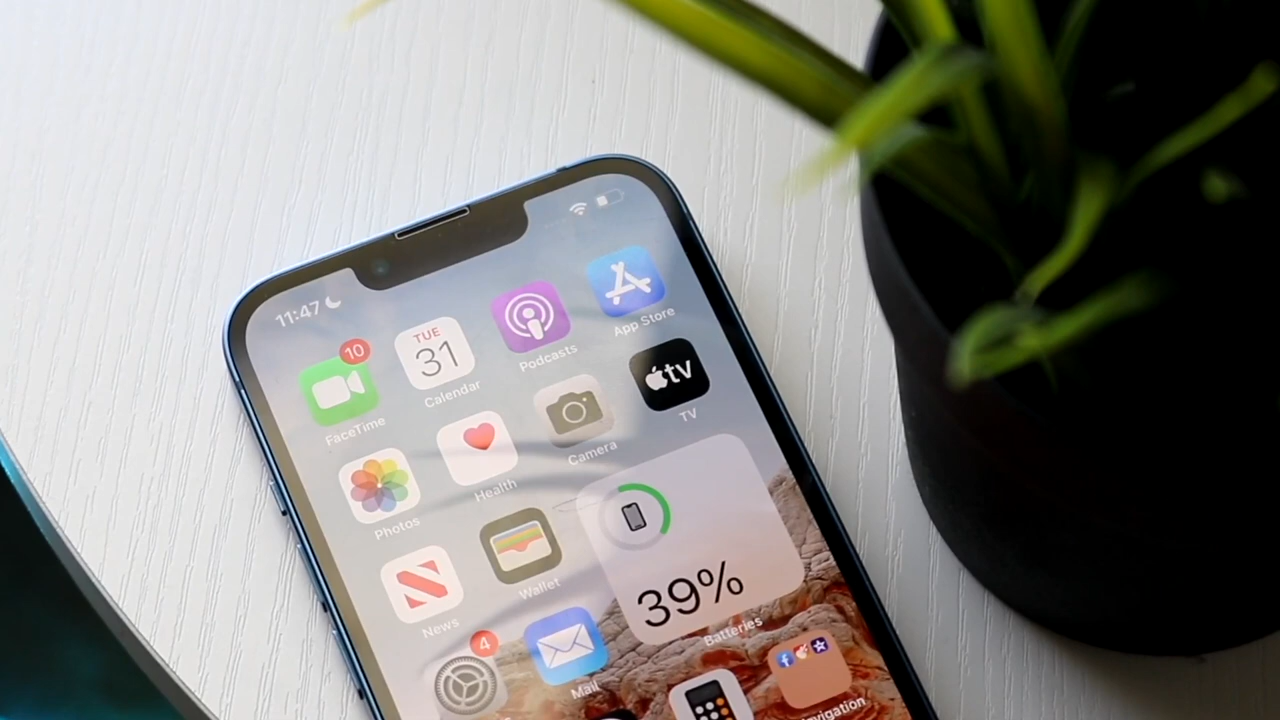 11:47
10
FaceTime
TUE
31
Calendar
Podcasts
App Store
Photos
Health
Camera
tv
TV
News
Wallet
39%
Batteries
4
Mail